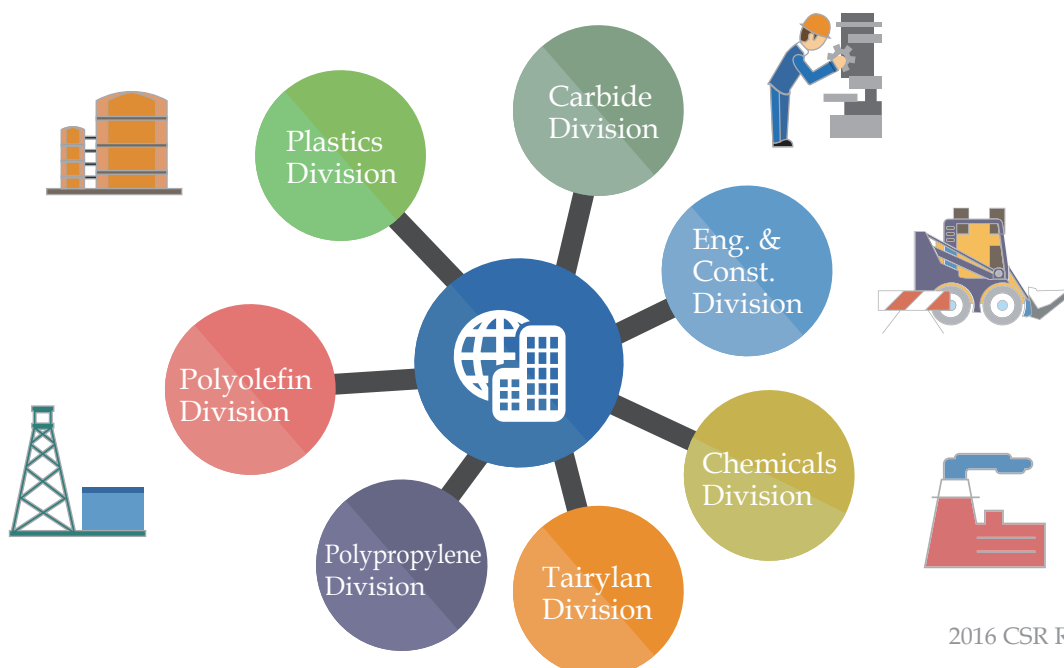 Carbide
Division
Plastics
Division
Eng. &
Const.
Division
Polyolefin
Division
Chemicals
Division
Polypropylene
Division
Tairylan
Division
2016 CSR R